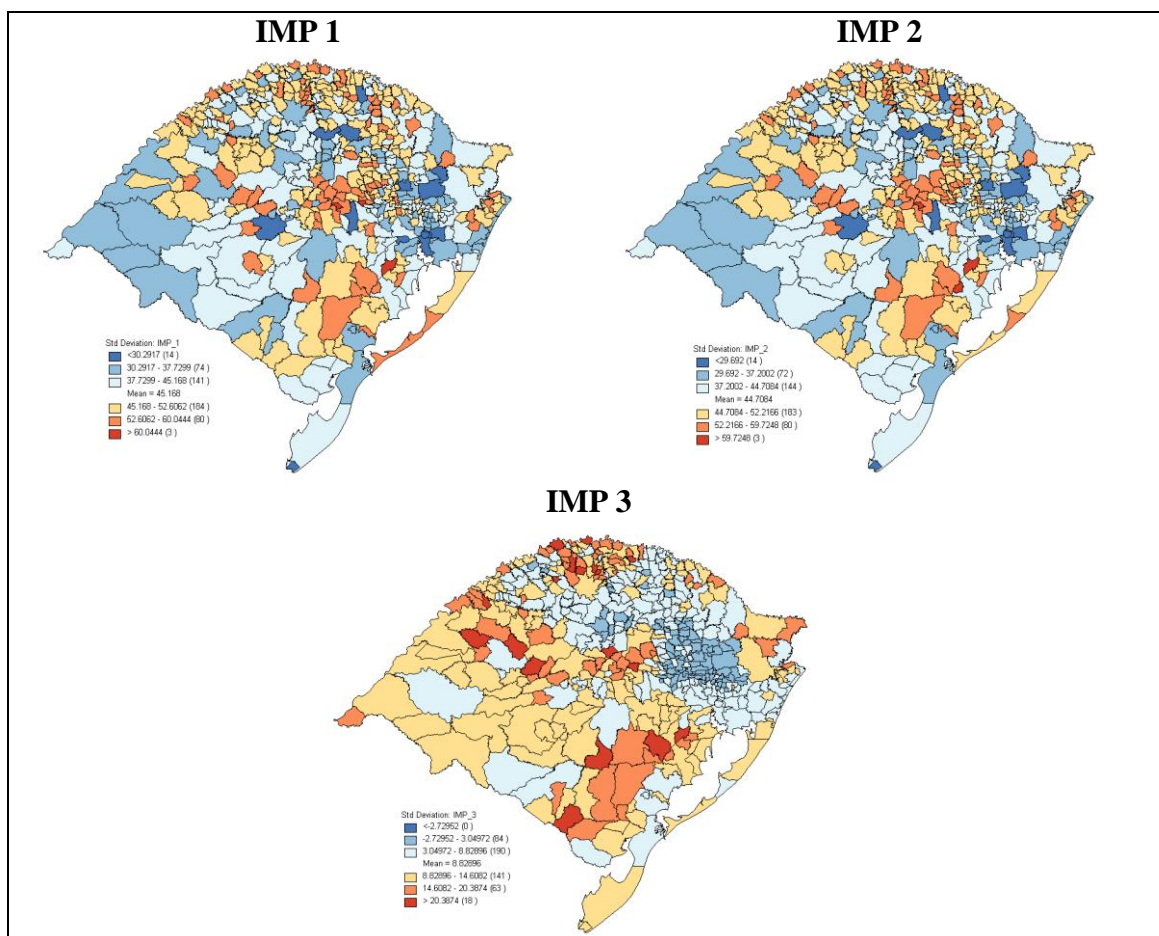 IMP 1
IMP 2
Std Deviation: IMP_1
<30.2917 (14)
30.2917 - 37.7299 (74)
37.7299 - 45.168 (141)
Mean = 45.168
45.168 - 52.6062 (184)
52.6062 - 60.0444 (80)
> 60.0444 (3)
Std Deviation: IMP_2
<29.692 (14)
29.692 - 37.2002 (72)
37.2002 - 44.7084 (144)
Mean = 44.7084
44.7084 - 52.2166 (183)
52.2166 - 59.7248 (80)
> 59.7248 (3)
IMP 3
Std Deviation: IMP_3
<-2.72952 (0)
-2.72952 - 3.04972 (84)
3.04972 - 8.82896 (190)
Mean = 8.82896
8.82896 - 14.6082 (141)
14.6082 - 20.3874 (63)
> 20.3874 (18)